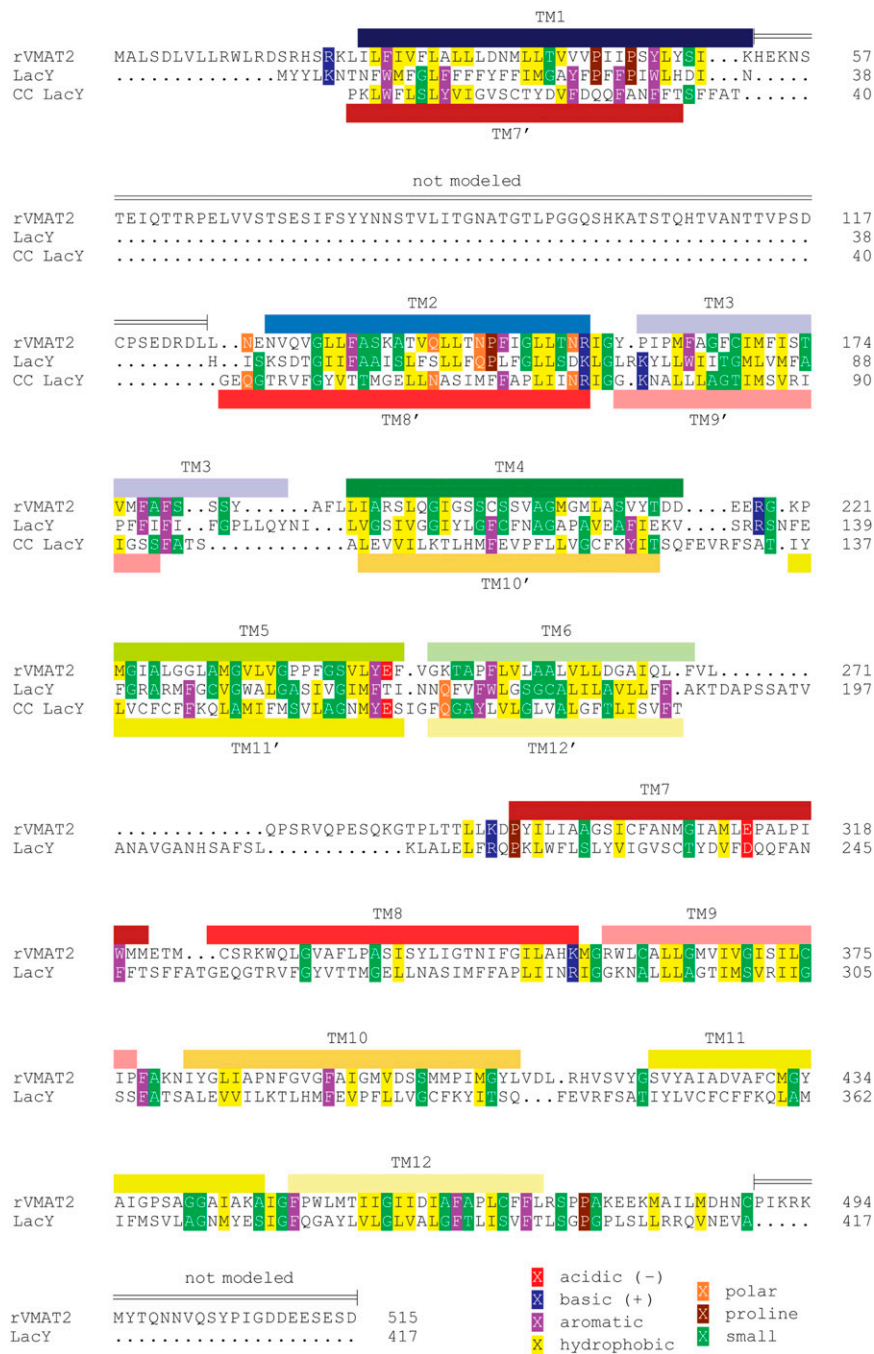 TM1
rVMAT2 MALSDLVLLRWLRDSRHSRKLILFIVFLALLLDNMLLTVVVPIIPSYLYSI...KHEKNS 57
LacY ..............MYYLKNTNFWMFGLFFFFYFFIMGAYFPFFPIWLHDI...N..... 38
CC LacY PKLWFLSLYVIGVSCTYDVFDQQFANFFTSFFAT...... 40
TM7'
not modeled
rVMAT2 TEIQTTRPELVVSTSESIFSYYNNSTVLITGNATGTLPGGQSHKATSTQHTVANTTVPSD 117
LacY ............................................................ 38
CC LacY ............................................................ 40
TM2 TM3
rVMAT2 CPSEDRDLL..NENVQVGLLFASKATVQLLTNPFIGLLTNRIGY.PIPMFAGFCIMFIST 174
LacY ........H..ISKSDTGIIFAAISLFSLLFQPLFGLLSDKLGLRKYLLWIITGMLVMFA 88
CC LacY .........GEQGTRVFGYVTTMGELLNASIMFFAPLIINRIGG.KNALLLAGTIMSVRI 90
TM8' TM9'
TM3 TM4
rVMAT2 VMFAFS..SSY.....AFLLIARSLQGIGSSCSSVAGMGMLASVYTDD....EERG.KP 221
LacY PFFIFI..FGPLLQYNI...LVGSIVGGIYLGFCFNAGAPAVEAFIEKV....SRRSNFE 139
CC LacY IGSSFATS.............ALEVVILKTLHMFEVPFLLVGCFKYITSQFEVRFSAT.IY 137
TM10'
TM5 TM6
rVMAT2 MGIALGGLAMGVLVGPPFGSVLYEF.VGKTAPFLVLAALVLLDGAIQL.FVL........ 271
LacY FGRARMFGCVGWALGASIVGIMFTI.NNQFVFWLGSGCALILAVLLFF.AKTDAPSSATV 197
CC LacY LVCFCFFKQLAMIFMSVLAGNMYESIGFQGAYLVLGLVALGFTLISVFT
TM11' TM12'
TM7
rVMAT2 .............QPSRVQPESQKGTPLTTLLKDPYILIAAGSICFANMGIAMLEPALPI 318
LacY ANAVGANHSAFSL............KLALELFRQPKLWFLSLYVIGVSCTYDVFDQQFAN 245
TM8 TM9
rVMAT2 WMMETM...CSRKWQLGVAFLPASISYLIGTNIFGILAHKMGRWLCALLGMVIVGISILC 375
LacY FFTSFFATGEQGTRVFGYVTTMGELLNASIMFFAPLIINRIGGKNALLLAGTIMSVRIIG 305
TM10 TM11
rVMAT2 IPFAKNIYGLIAPNFGVGFAIGMVDSSMMPIMGYLVDL.RHVSVYGSVYAIADVAFCMGY 434
LacY SSFATSALEVVILKTLHMFEVPFLLVGCFKYITSQ...FEVRFSATIYLVCFCFFKQLAM 362
TM12
rVMAT2 AIGPSAGGAIAKAIGFPWLMTIIGIIDIAFAPLCFFLRSPPAKEEKMAILMDHNCPIKRK 494
LacY IFMSVLAGNMYESIGFQGAYLVLGLVALGFTLISVFTLSGPGPLSLLRRQVNEVA..... 417
not modeled
rVMAT2 MYTQNNVQSYPIGDDEESESD 515
LacY ..................... 417
X acidic (-)
X basic (+)
X aromatic
X hydrophobic
X polar
X proline
X small